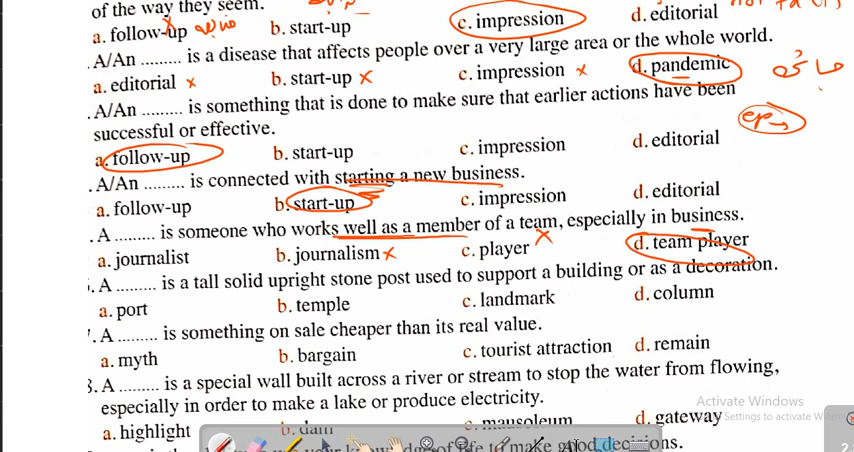 of the way they seem.
a. follow-up متابعة b. start-up c. impression d. editorial
. A/An ......... is a disease that affects people over a very large area or the whole world.
a. editorial x b. start-up x c. impression x d. pandemic
. A/An ......... is something that is done to make sure that earlier actions have been
successful or effective.
a. follow-up b. start-up c. impression d. editorial
. A/An ......... is connected with starting a new business.
a. follow-up b. start-up c. impression d. editorial
. A ......... is someone who works well as a member of a team, especially in business.
a. journalist b. journalism x c. player x d. team player
. A ......... is a tall solid upright stone post used to support a building or as a decoration.
a. port b. temple c. landmark d. column
. A ......... is something on sale cheaper than its real value.
a. myth b. bargain c. tourist attraction d. remain
8. A ......... is a special wall built across a river or stream to stop the water from flowing,
especially in order to make a lake or produce electricity.
a. highlight b. dam c. mausoleum d. gateway
of life to make good decisions.
Activate Windows
Settings to activate